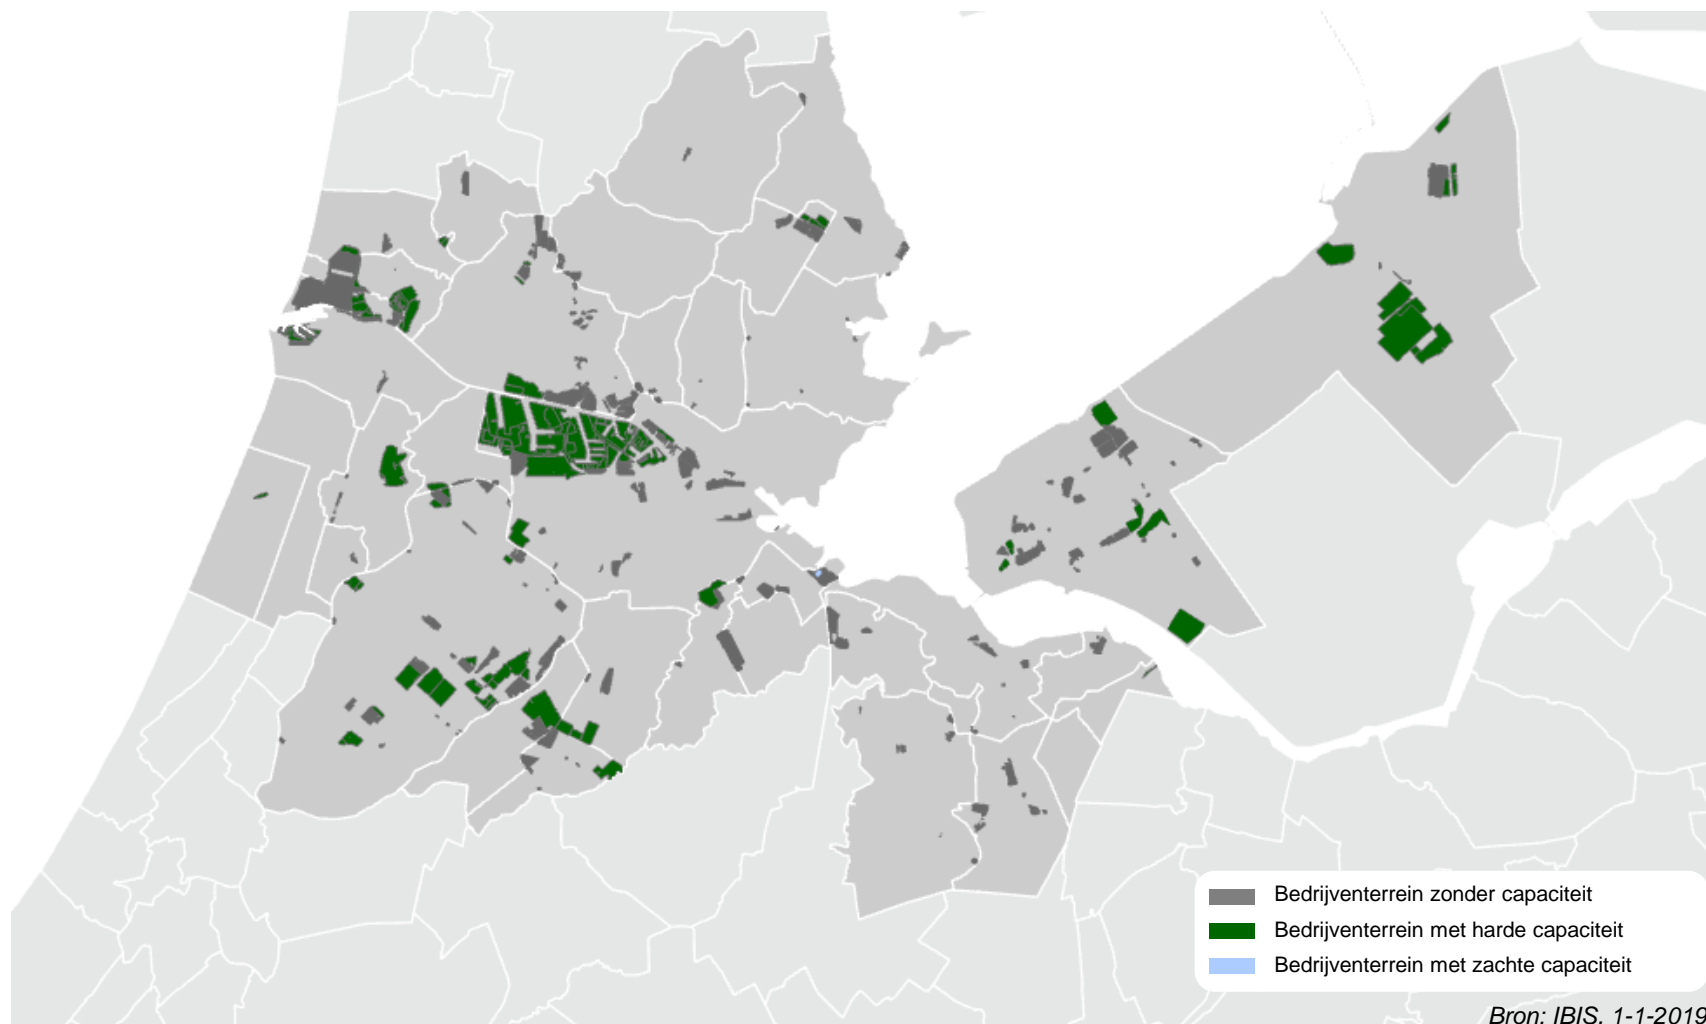 Bedrijventerrein zonder capaciteit
Bedrijventerrein met harde capaciteit
Bedrijventerrein met zachte capaciteit
Bron: IBIS, 1-1-2019